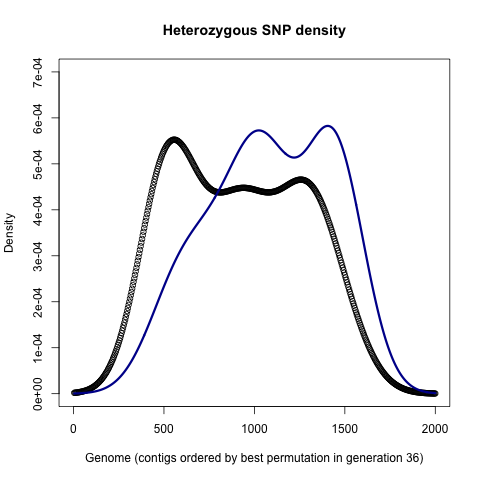 Heterozygous SNP density
7e-04
6e-04
5e-04
4e-04
3e-04
2e-04
1e-04
0e+00
Density
0 500 1000 1500 2000
Genome (contigs ordered by best permutation in generation 36)